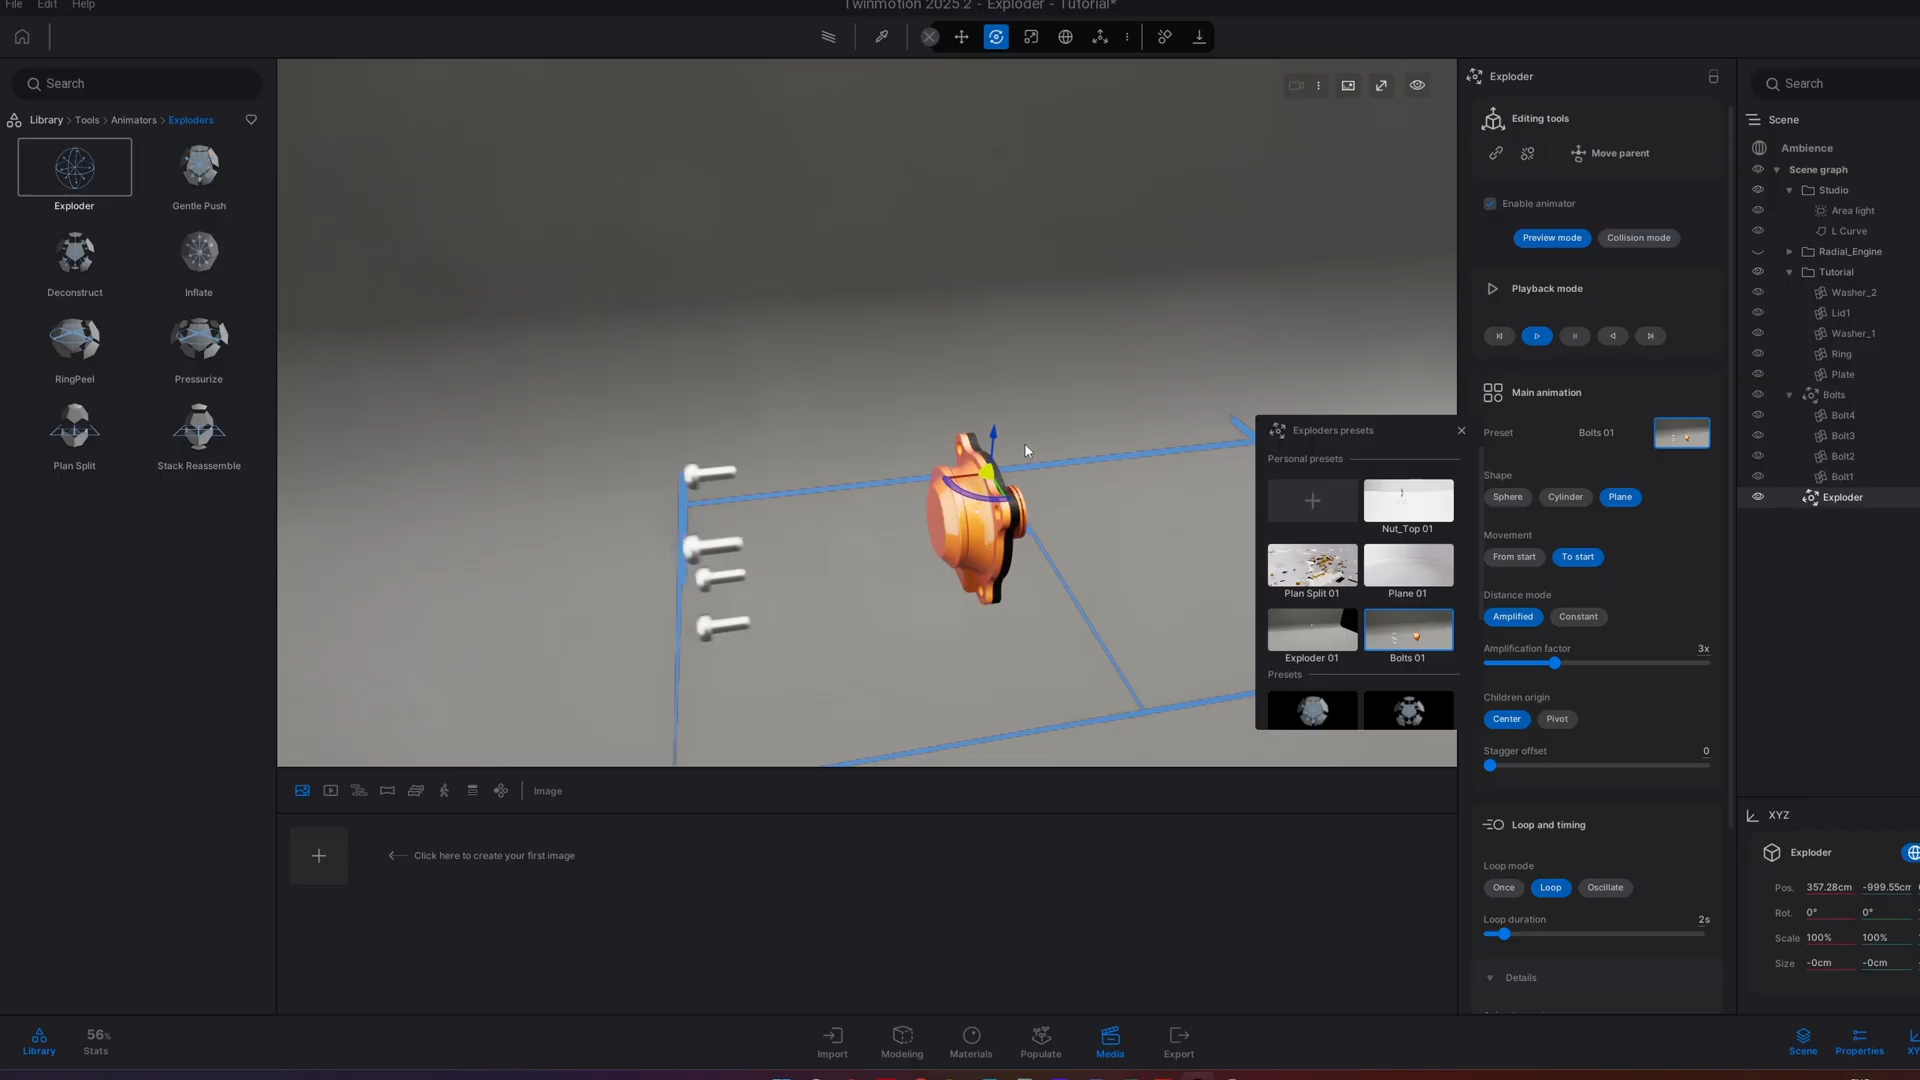 File Edit Help
Twinmotion 2025.2 - Exploder - Tutorial*
Search
Library > Tools > Animators > Exploders
Exploder
Gentle Push
Deconstruct
Inflate
RingPeel
Pressurize
Plan Split
Stack Reassemble
Exploders presets
Personal presets
Nut_Top 01
Plan Split 01
Plane 01
Exploder 01
Bolts 01
Presets
Image
Click here to create your first image
Exploder
Editing tools
Move parent
Enable animator
Preview mode
Collision mode
Playback mode
Main animation
Preset
Bolts 01
Shape
Sphere
Cylinder
Plane
Movement
From start
To start
Distance mode
Amplified
Constant
Amplification factor
3x
Children origin
Center
Pivot
Stagger offset
0
Loop and timing
Loop mode
Once
Loop
Oscillate
Loop duration
2s
Details
Search
Scene
Ambience
Scene graph
Studio
Area light
L Curve
Radial_Engine
Tutorial
Washer_2
Lid1
Washer_1
Ring
Plate
Bolts
Bolt4
Bolt3
Bolt2
Bolt1
Exploder
XYZ
Exploder
Pos. 357.28cm -999.55cm
Rot. 0° 0°
Scale 100% 100%
Size -0cm -0cm
Library
56%
Stats
Import
Modeling
Materials
Populate
Media
Export
Scene
Properties
XY